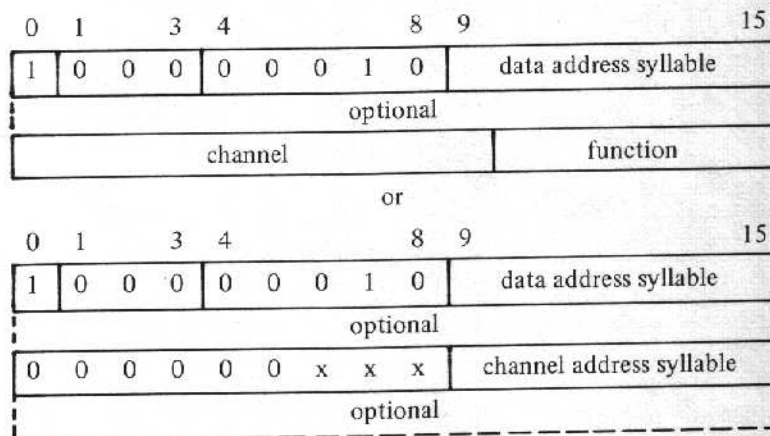 0 1 3 4 8 9 15
1 0 0 0 0 0 0 1 0 data address syllable
optional
channel function
or
0 1 3 4 8 9 15
1 0 0 0 0 0 0 1 0 data address syllable
optional
0 0 0 0 0 0 x x x channel address syllable
optional